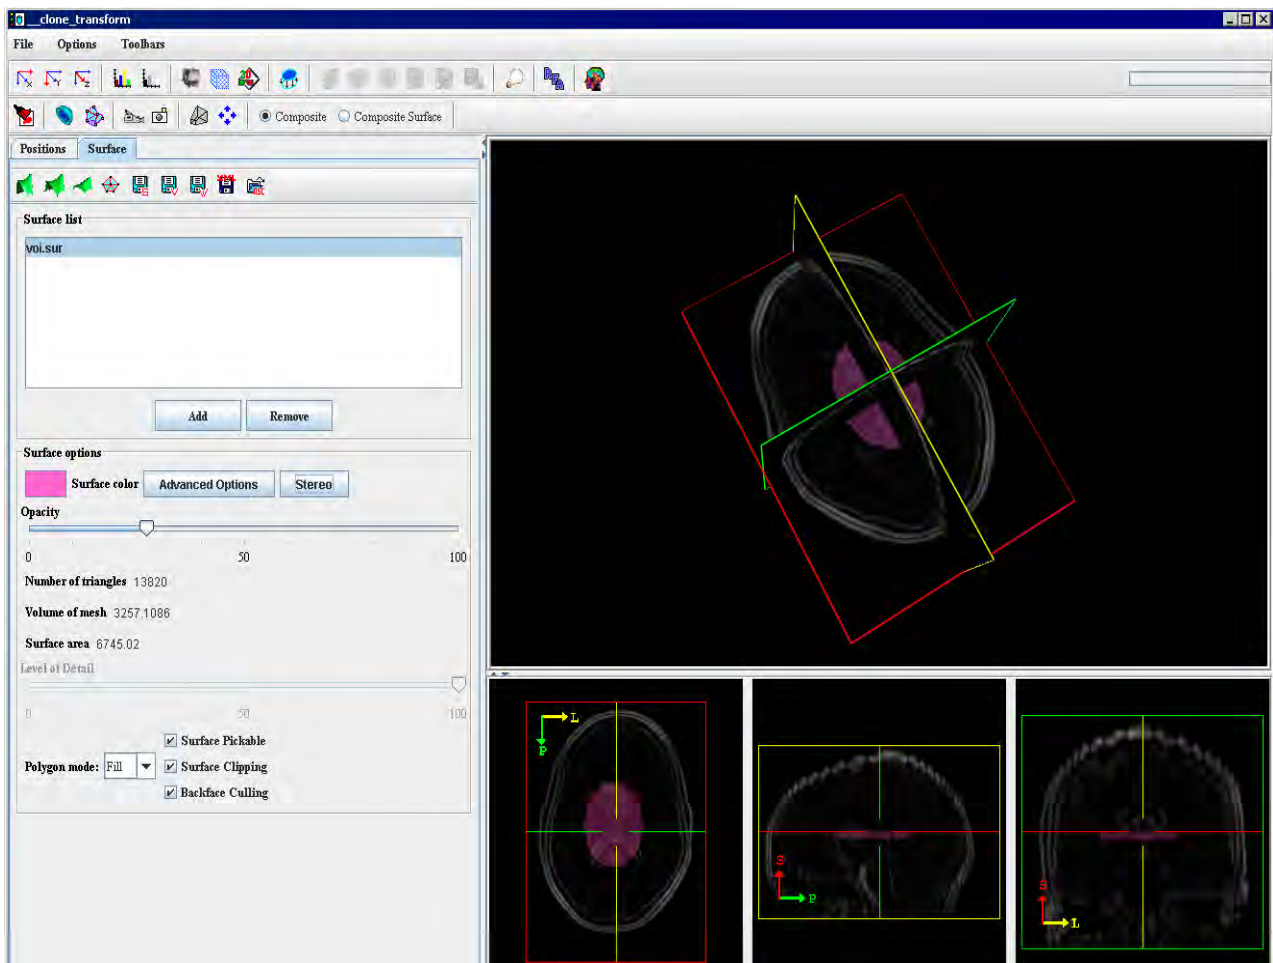 __clone_transform
File Options Toolbars
Composite Composite Surface
Positions Surface
Surface list
voi.sur
Add Remove
Surface options
Surface color Advanced Options Stereo
Opacity
0 50 100
Number of triangles 13820
Volume of mesh 3257.1086
Surface area 6745.02
Level of Detail
0 50 100
Surface Pickable
Polygon mode: Fill Surface Clipping
Backface Culling
L
P
S
P
S
L